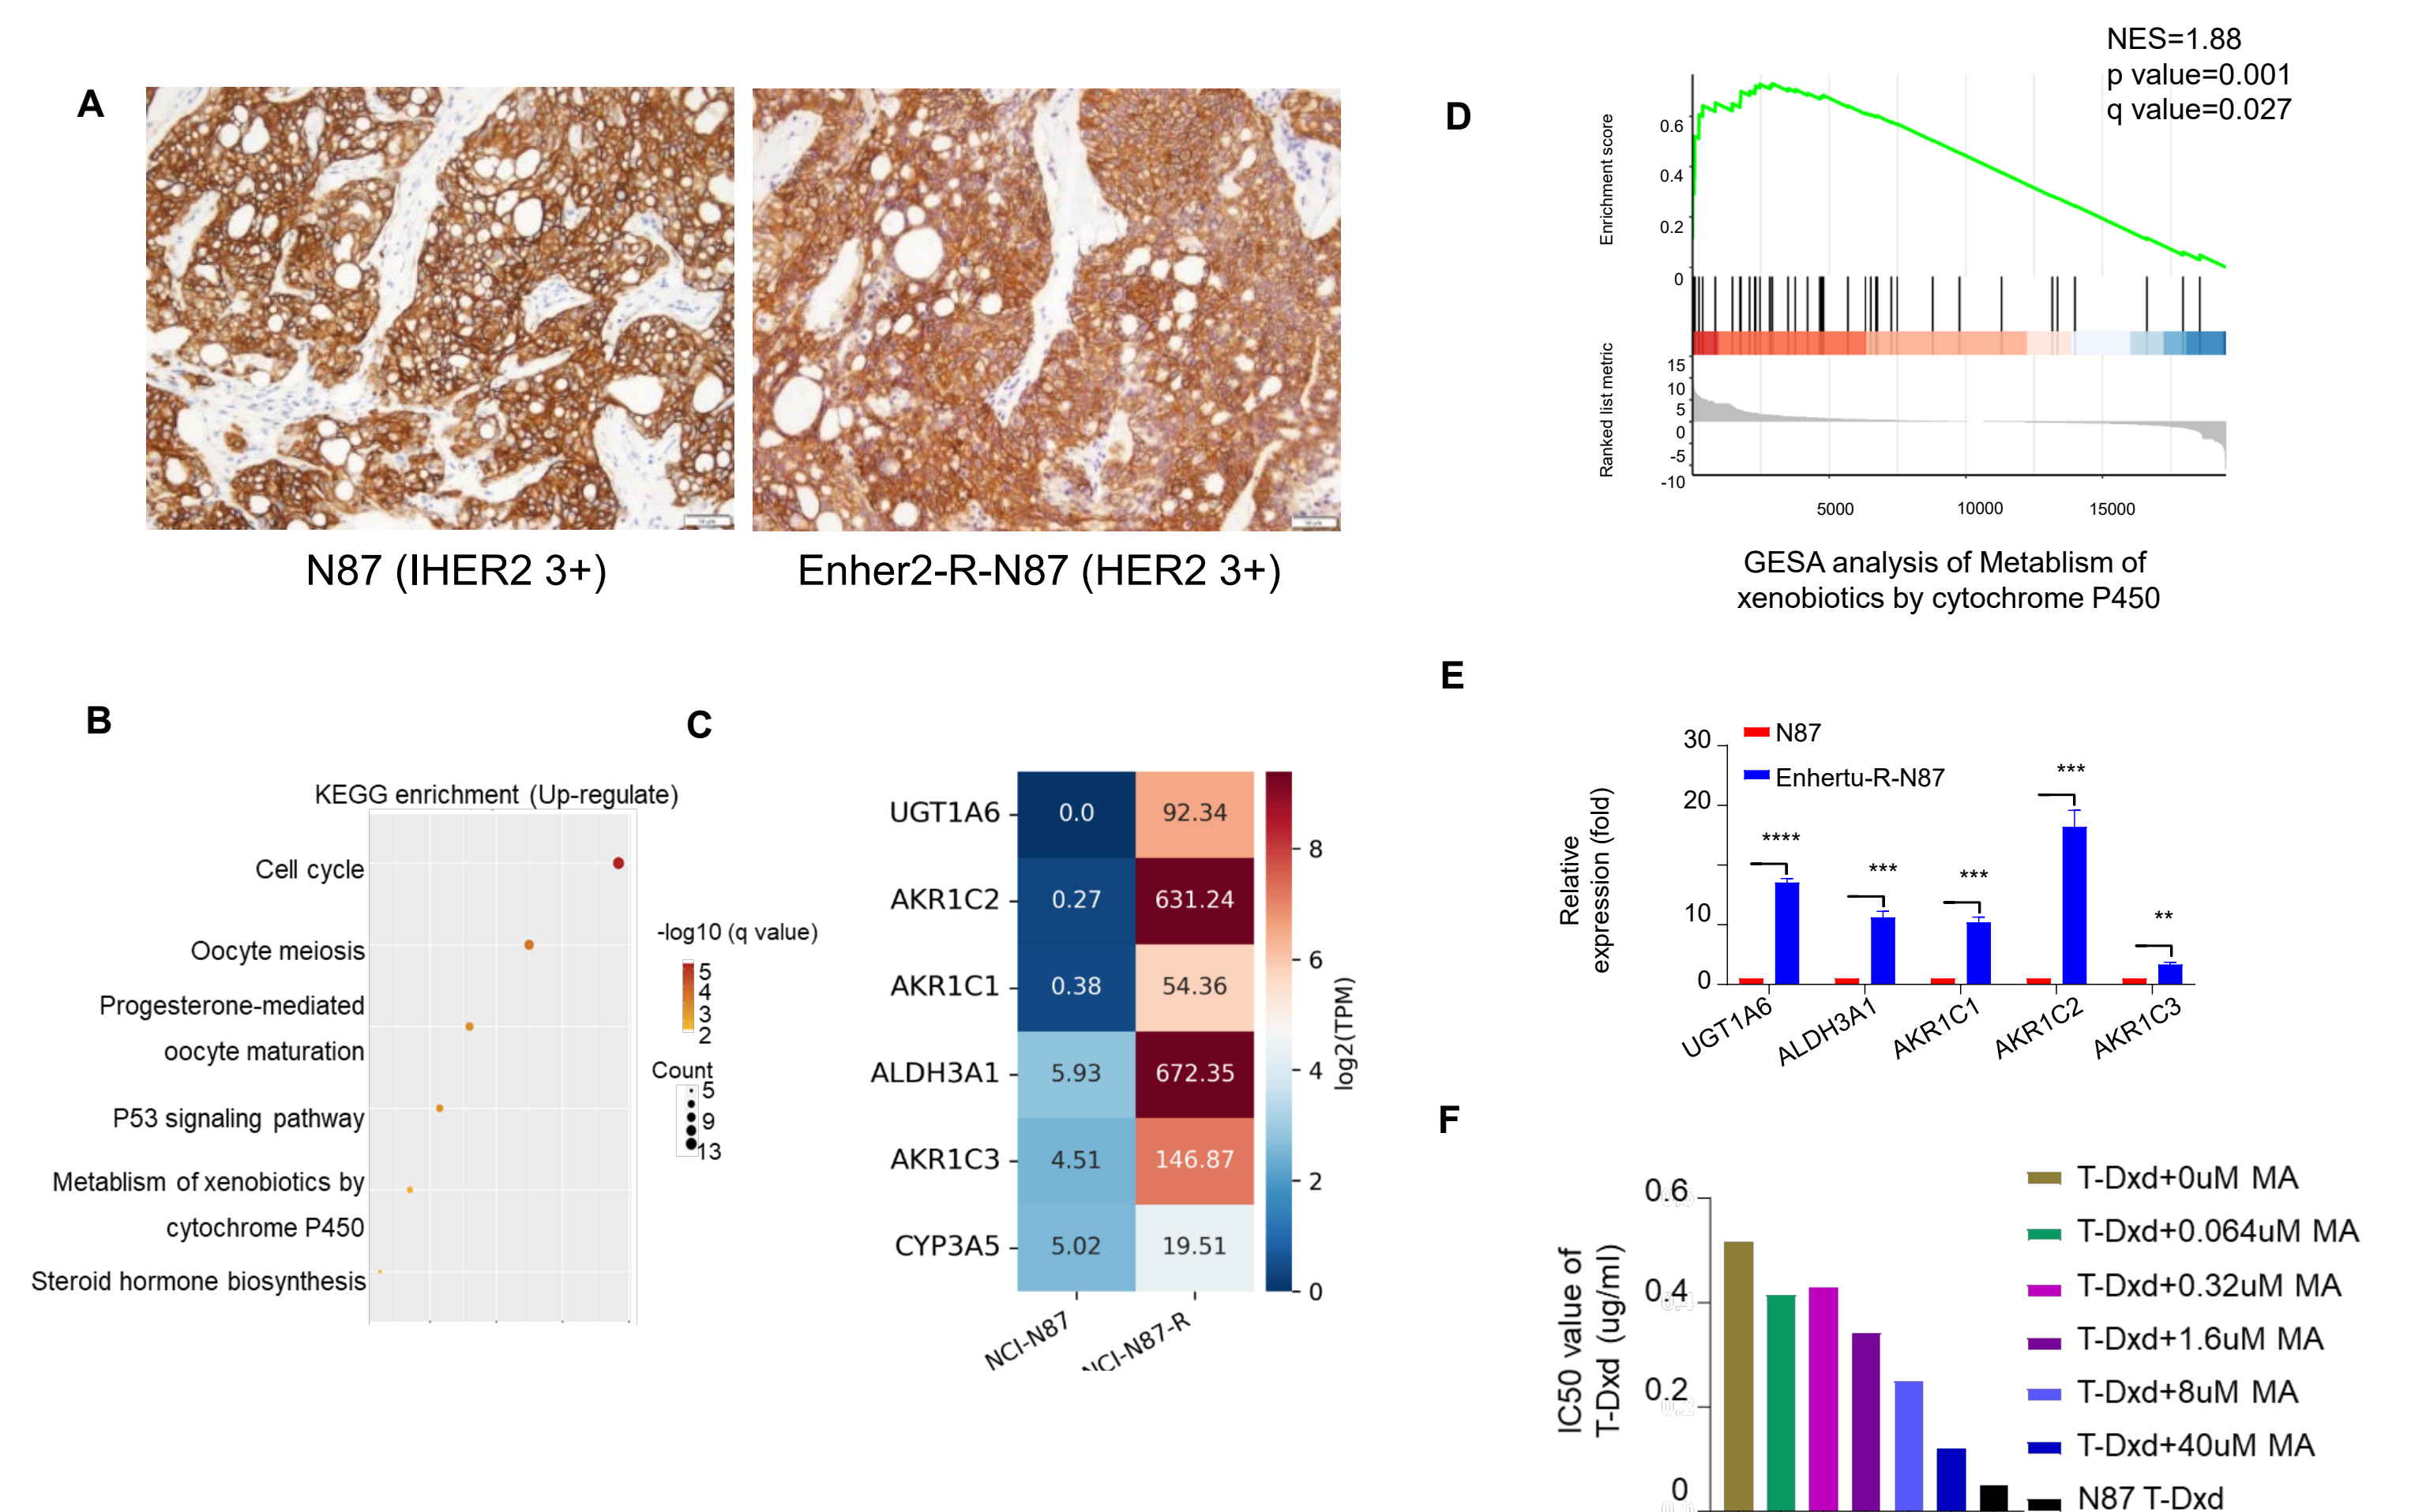 A
N87 (IHER2 3+)
Enher2-R-N87 (HER2 3+)
B
KEGG enrichment (Up-regulate)
Cell cycle
Oocyte meiosis
Progesterone-mediated
oocyte maturation
P53 signaling pathway
Metablism of xenobiotics by
cytochrome P450
Steroid hormone biosynthesis
-log10 (q value)
5
4
3
2
Count
5
9
13
C
UGT1A6
0.0
92.34
AKR1C2
0.27
631.24
AKR1C1
0.38
54.36
ALDH3A1
5.93
672.35
AKR1C3
4.51
146.87
CYP3A5
5.02
19.51
NCI-N87
NCI-N87-R
8
6
4
2
0
log2(TPM)
D
NES=1.88
p value=0.001
q value=0.027
Enrichment score
0.6
0.4
0.2
0
Ranked list metric
15
10
5
0
-5
-10
5000
10000
15000
GESA analysis of Metablism of
xenobiotics by cytochrome P450
E
N87
Enhertu-R-N87
Relative
expression (fold)
30
20
10
0
****
***
***
***
**
UGT1A6
ALDH3A1
AKR1C1
AKR1C2
AKR1C3
F
IC50 value of
T-Dxd (ug/ml)
0.6
0.4
0.2
0
T-Dxd+0uM MA
T-Dxd+0.064uM MA
T-Dxd+0.32uM MA
T-Dxd+1.6uM MA
T-Dxd+8uM MA
T-Dxd+40uM MA
N87 T-Dxd